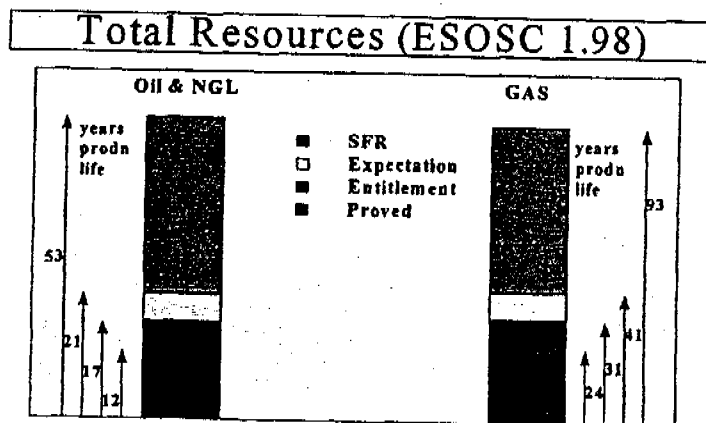 Total Resources (ESOSC 1.98)
Oil & NGL
GAS
years
prodn
life
SFR
Expectation
Entitlement
Proved
years
prodn
life
53
21
17
12
24
31
41
93